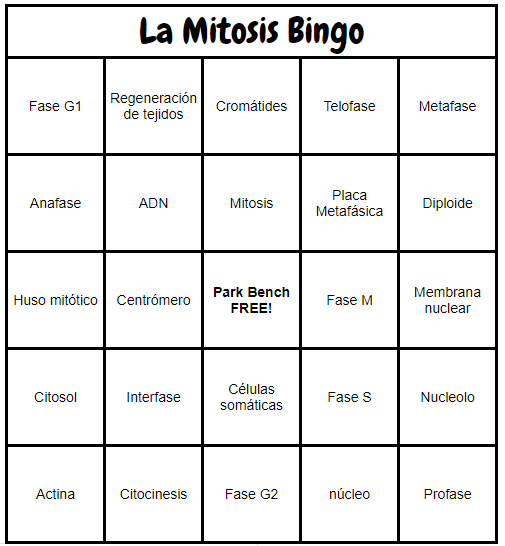 La Mitosis Bingo
Fase G1
Regeneración
de tejidos
Cromátides
Telofase
Metafase
Anafase
ADN
Mitosis
Placa
Metafásica
Diploide
Huso mitótico
Centrómero
Park Bench
FREE!
Fase M
Membrana
nuclear
Citosol
Interfase
Células
somáticas
Fase S
Nucleolo
Actina
Citocinesis
Fase G2
núcleo
Profase